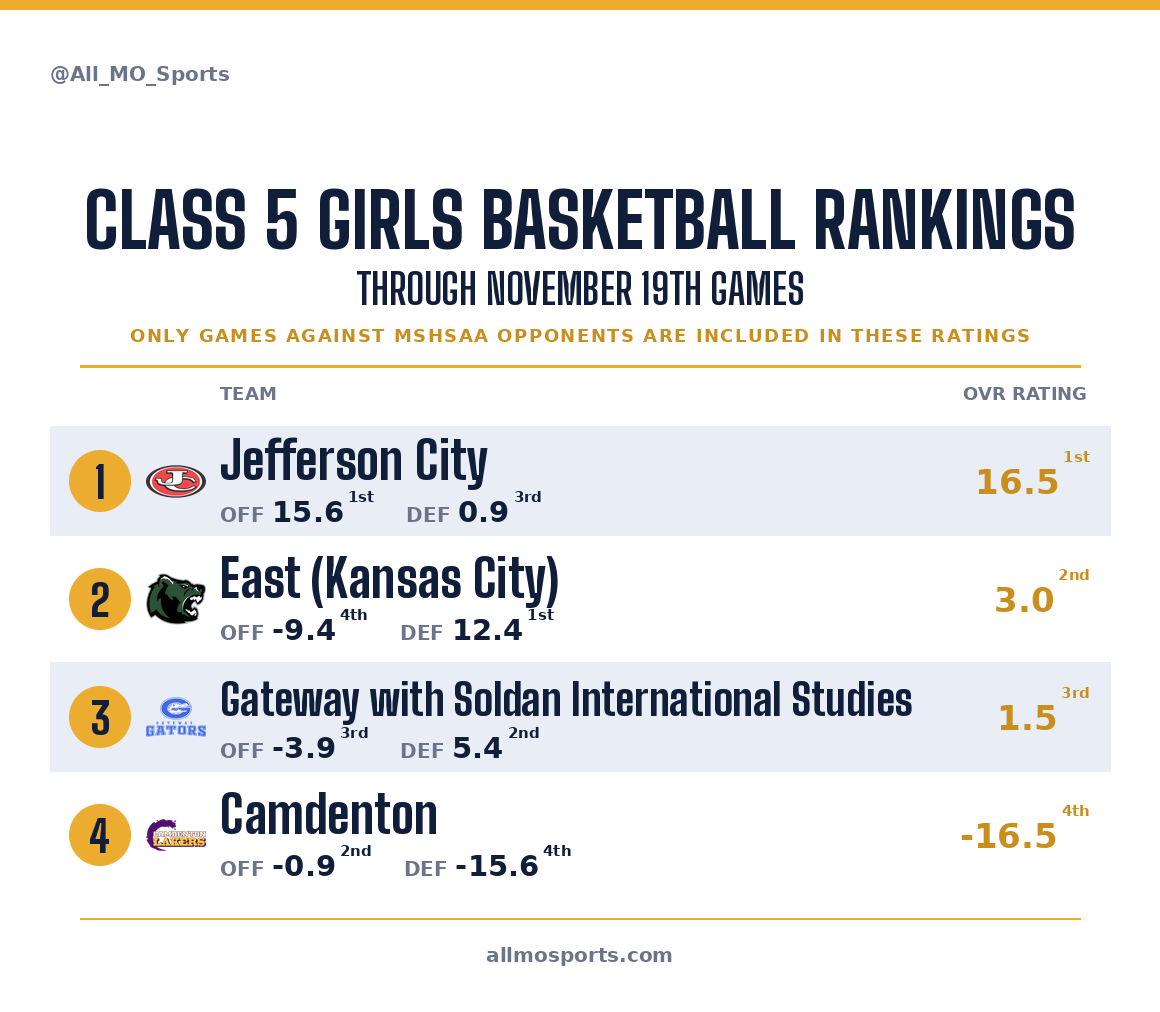 @All_MO_Sports
CLASS 5 GIRLS BASKETBALL RANKINGS
THROUGH NOVEMBER 19TH GAMES
ONLY GAMES AGAINST MSHSAA OPPONENTS ARE INCLUDED IN THESE RATINGS
TEAM OVR RATING
1 J Jefferson City 16.5 1st
OFF 15.6 1st DEF 0.9 3rd
2 East (Kansas City) 3.0 2nd
OFF -9.4 4th DEF 12.4 1st
3 G Gateway with Soldan International Studies 1.5 3rd
GATEWAY
GATORS
OFF -3.9 3rd DEF 5.4 2nd
4 Camdenton -16.5 4th
CAMDENTON
LAKERS
OFF -0.9 2nd DEF -15.6 4th
allmosports.com